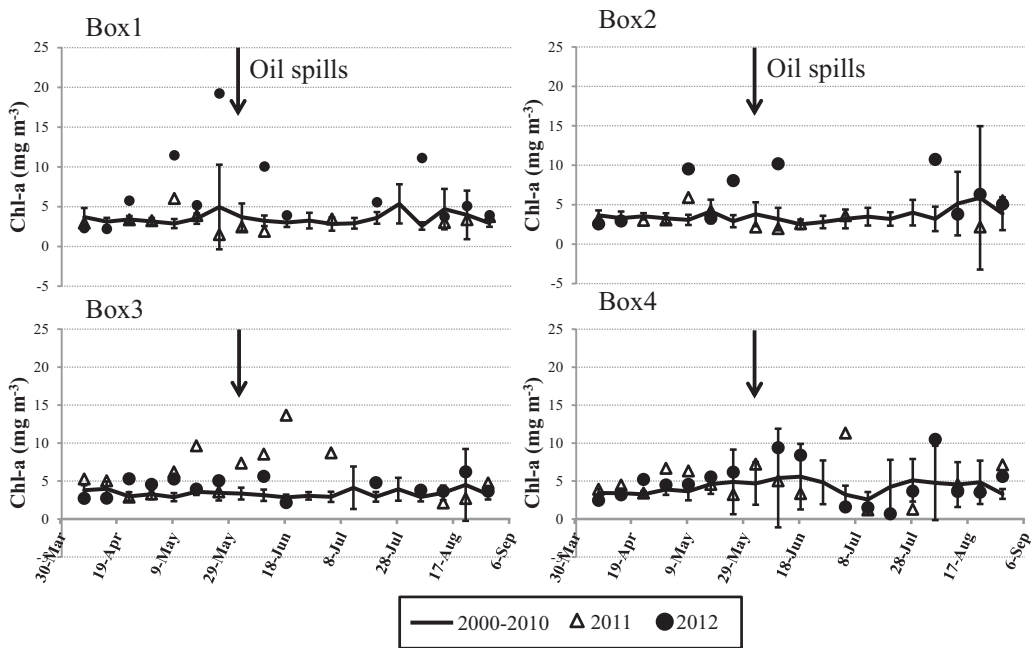 Box1
25
20
15
10
5
0
-5
Chl-a (mg m-3)
Oil spills
Box2
25
20
15
10
5
0
-5
Chl-a (mg m-3)
Oil spills
Box3
25
20
15
10
5
0
Chl-a (mg m-3)
30-Mar
19-Apr
9-May
29-May
18-Jun
8-Jul
28-Jul
17-Aug
6-Sep
Box4
25
20
15
10
5
0
Chl-a (mg m-3)
30-Mar
19-Apr
9-May
29-May
18-Jun
8-Jul
28-Jul
17-Aug
6-Sep
2000-2010 2011 2012